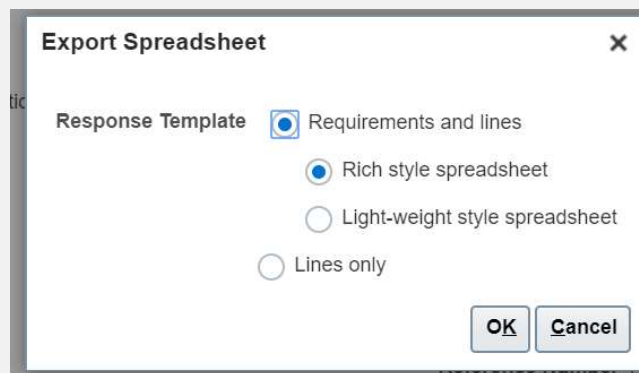 Export Spreadsheet
Response Template
Requirements and lines
Rich style spreadsheet
Light-weight style spreadsheet
Lines only
OK
Cancel